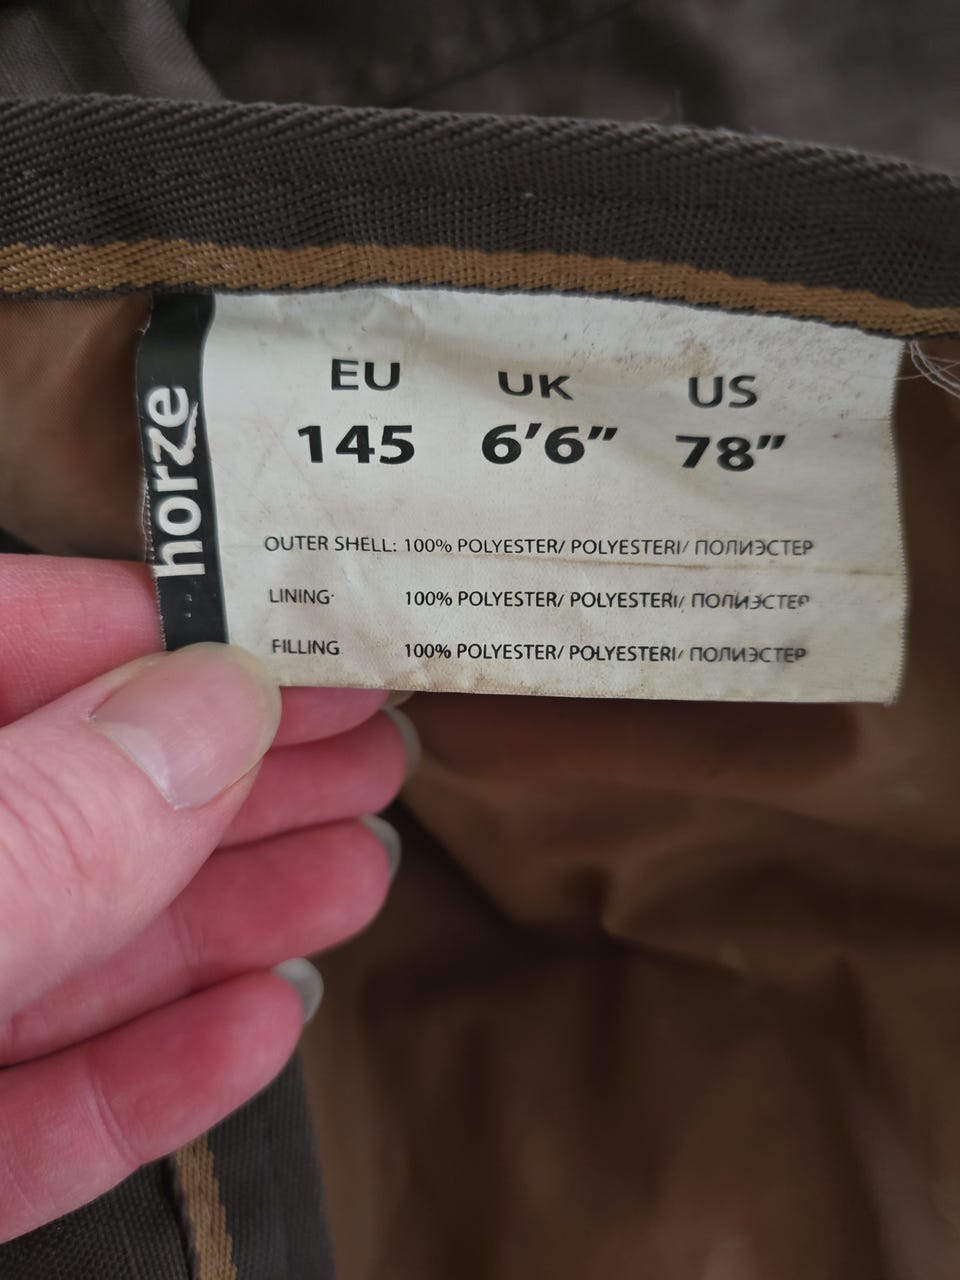 horze
EU UK US
145 6'6" 78"
OUTER SHELL: 100% POLYESTER/ POLYESTERI/ ПОЛИЭСТЕР
LINING: 100% POLYESTER/ POLYESTERI/ ПОЛИЭСТЕР
FILLING 100% POLYESTER/ POLYESTERI/ ПОЛИЭСТЕР